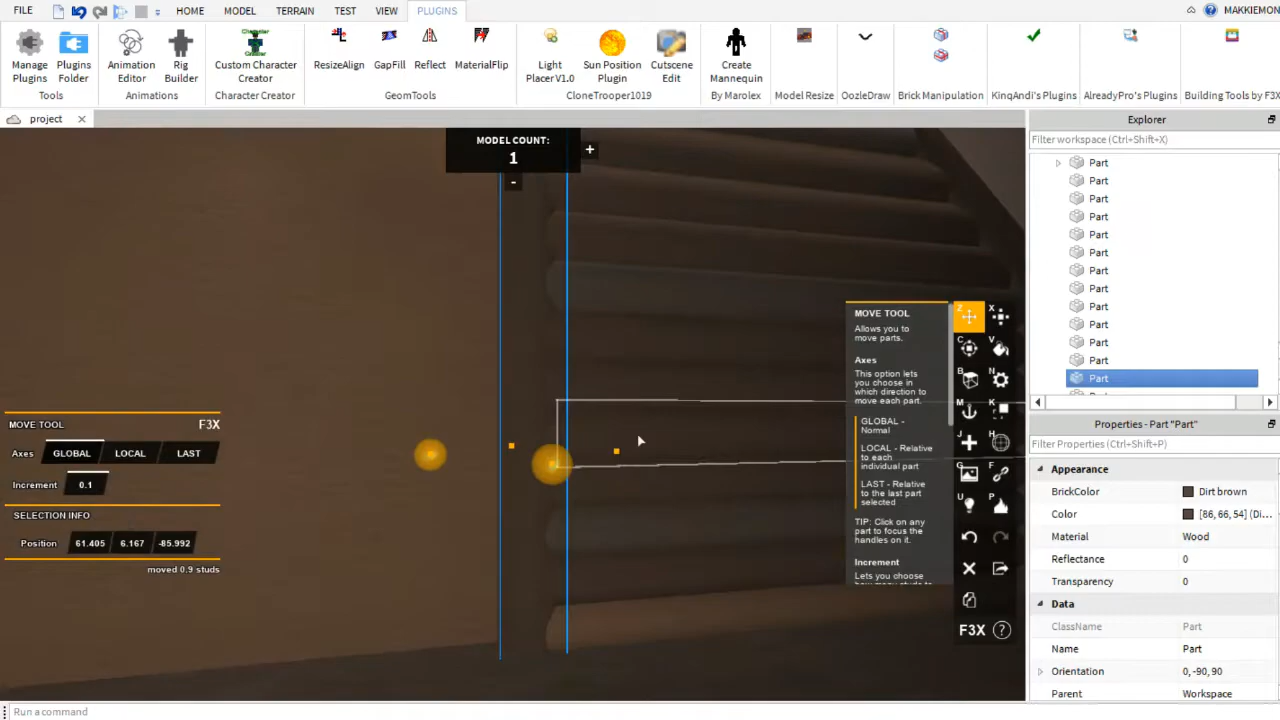 FILE HOME MODEL TERRAIN TEST VIEW PLUGINS MAKKIEMON
Manage Plugins
Plugins Folder
Tools
Animation Editor
Rig Builder
Animations
Custom Character Creator
Character Creator
ResizeAlign
GapFill
Reflect
MaterialFlip
GeomTools
Light Placer V1.0
Sun Position Plugin
Cutscene Edit
CloneTrooper1019
Create Mannequin
By Marolex
Model Resize
OozleDraw
Brick Manipulation
KinqAndi's Plugins
AlreadyPro's Plugins
Building Tools by F3X
project
MODEL COUNT:
1
+
-
MOVE TOOL F3X
Axes GLOBAL LOCAL LAST
Increment 0.1
SELECTION INFO
Position 61.405 6.167 -85.992
moved 0.9 studs
MOVE TOOL
Allows you to
move parts.
Axes
This option lets
you choose in
which direction to
move each part.
GLOBAL -
Normal
LOCAL - Relative
to each
individual part
LAST - Relative
to the last part
selected
TIP: Click on any
part to focus the
handles on it.
Increment
Lets you choose
Z X
C V
B N
M K
J H
G F
U P
F3X ?
Explorer
Filter workspace (Ctrl+Shift+X)
Part
Part
Part
Part
Part
Part
Part
Part
Part
Part
Part
Part
Part
Properties - Part "Part"
Filter Properties (Ctrl+Shift+P)
Appearance
BrickColor Dirt brown
Color [86, 66, 54] (Di...
Material Wood
Reflectance 0
Transparency 0
Data
ClassName Part
Name Part
Orientation 0, -90, 90
Parent Workspace
Run a command